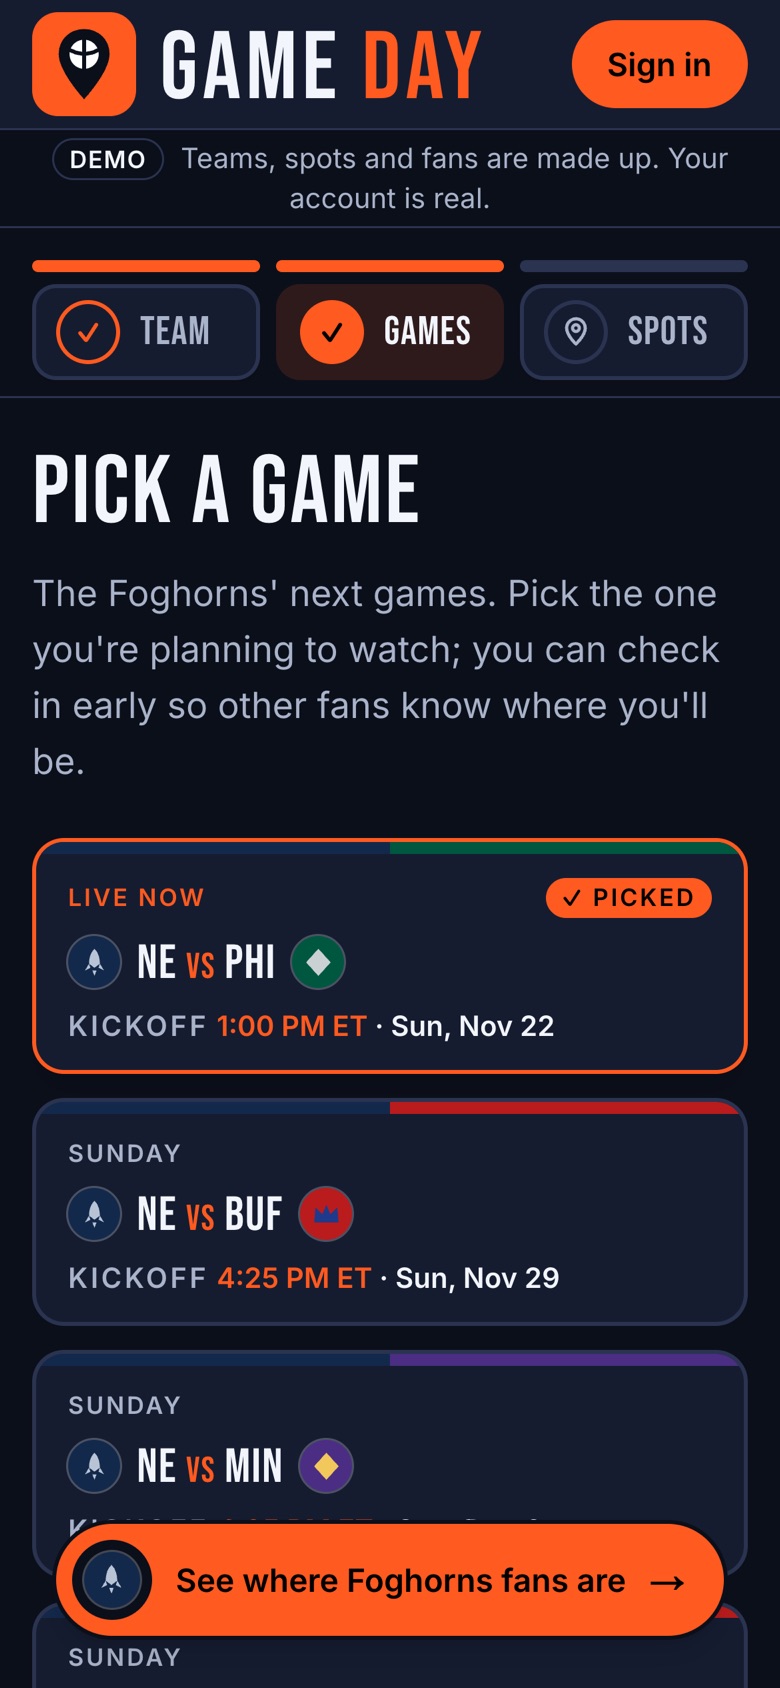 GAME DAY
Sign in
DEMO Teams, spots and fans are made up. Your
account is real.
TEAM
GAMES
SPOTS
PICK A GAME
The Foghorns' next games. Pick the one
you're planning to watch; you can check
in early so other fans know where you'll
be.
LIVE NOW
✓ PICKED
NE VS PHI
KICKOFF 1:00 PM ET · Sun, Nov 22
SUNDAY
NE VS BUF
KICKOFF 4:25 PM ET · Sun, Nov 29
SUNDAY
NE VS MIN
See where Foghorns fans are →
SUNDAY